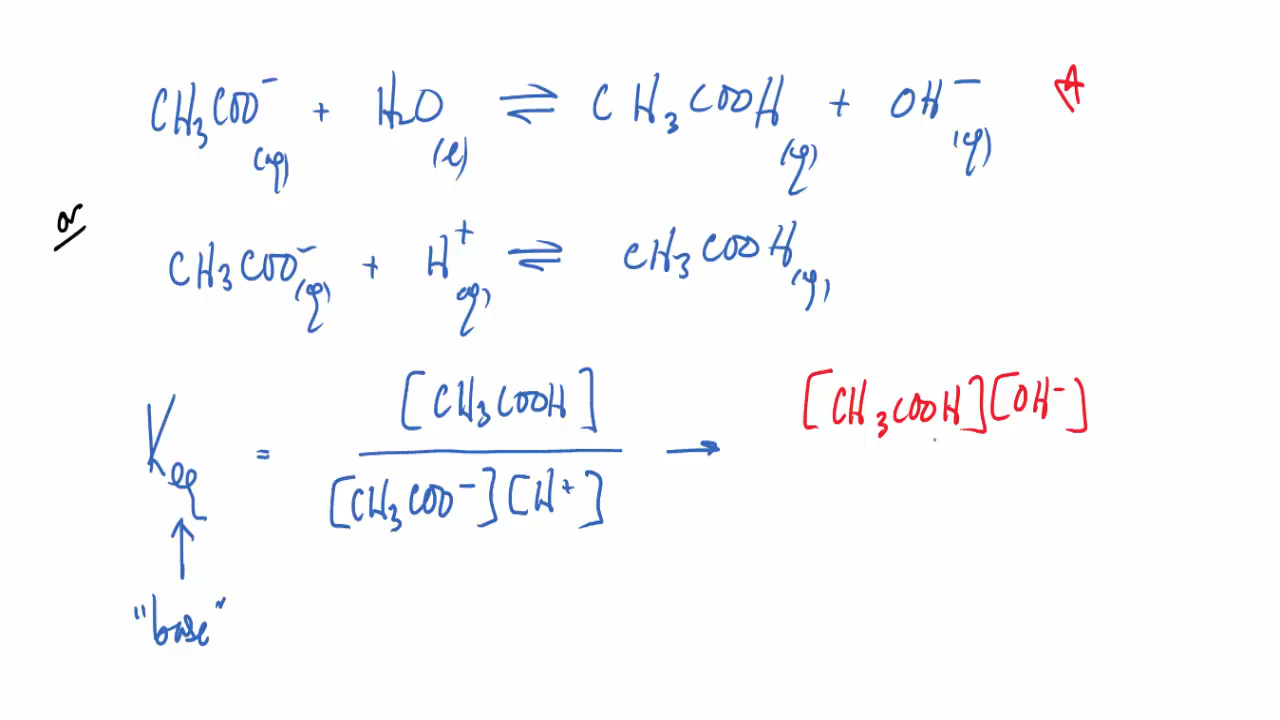 CH₃COO⁻(aq) + H₂O(l) ⇌ CH₃COOH(aq) + OH⁻(aq) A
or
CH₃COO⁻(aq) + H⁺(aq) ⇌ CH₃COOH(aq)
Keq = [CH₃COOH] / [CH₃COO⁻][H⁺] → [CH₃COOH][OH⁻]
↑
"base"